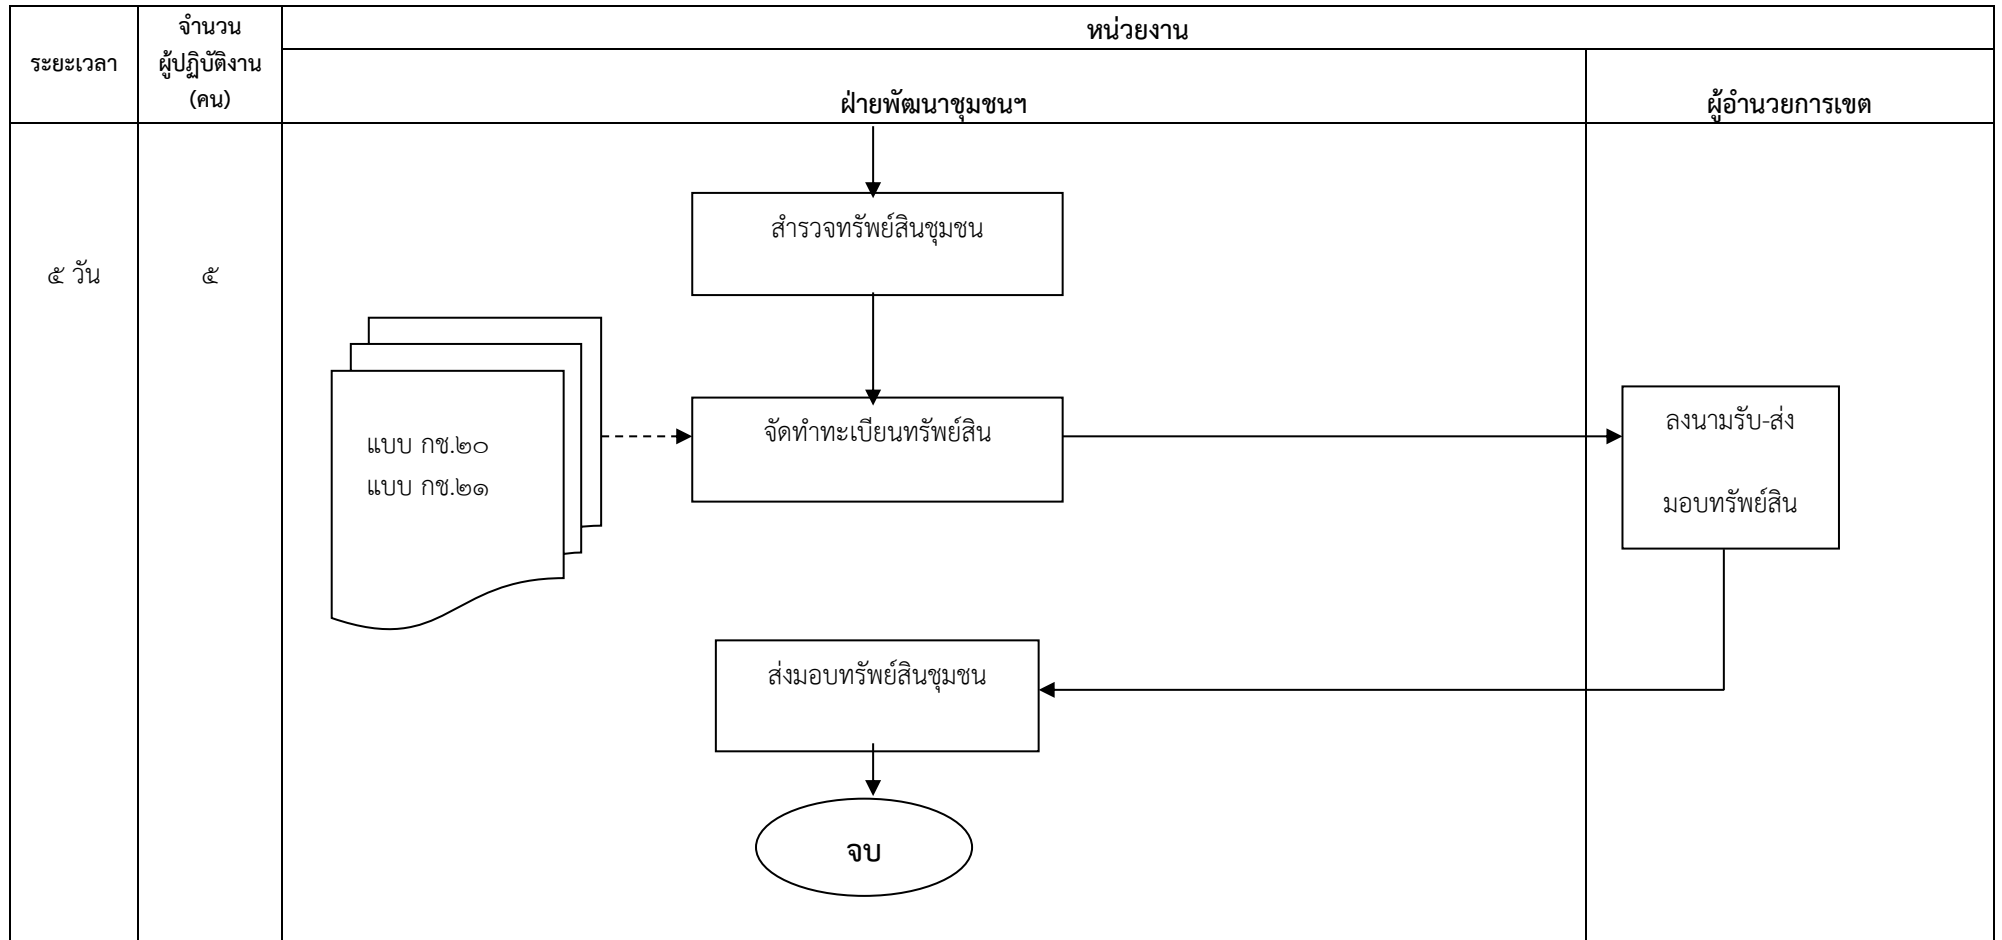 ระยะเวลา
จำนวน
ผู้ปฏิบัติงาน
(คน)
หน่วยงาน
ฝ่ายพัฒนาชุมชนฯ
ผู้อำนวยการเขต
๕ วัน
๕
สำรวจทรัพย์สินชุมชน
แบบ กช.๒๐
แบบ กช.๒๑
จัดทำทะเบียนทรัพย์สิน
ลงนามรับ-ส่ง
มอบทรัพย์สิน
ส่งมอบทรัพย์สินชุมชน
จบ